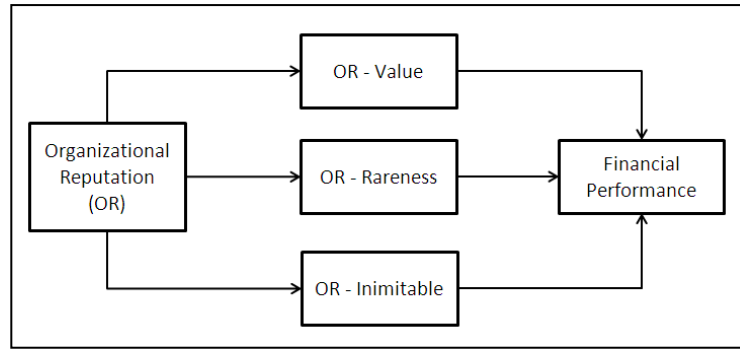 OR - Value
Organizational
Reputation
(OR)
OR - Rareness
Financial
Performance
OR - Inimitable